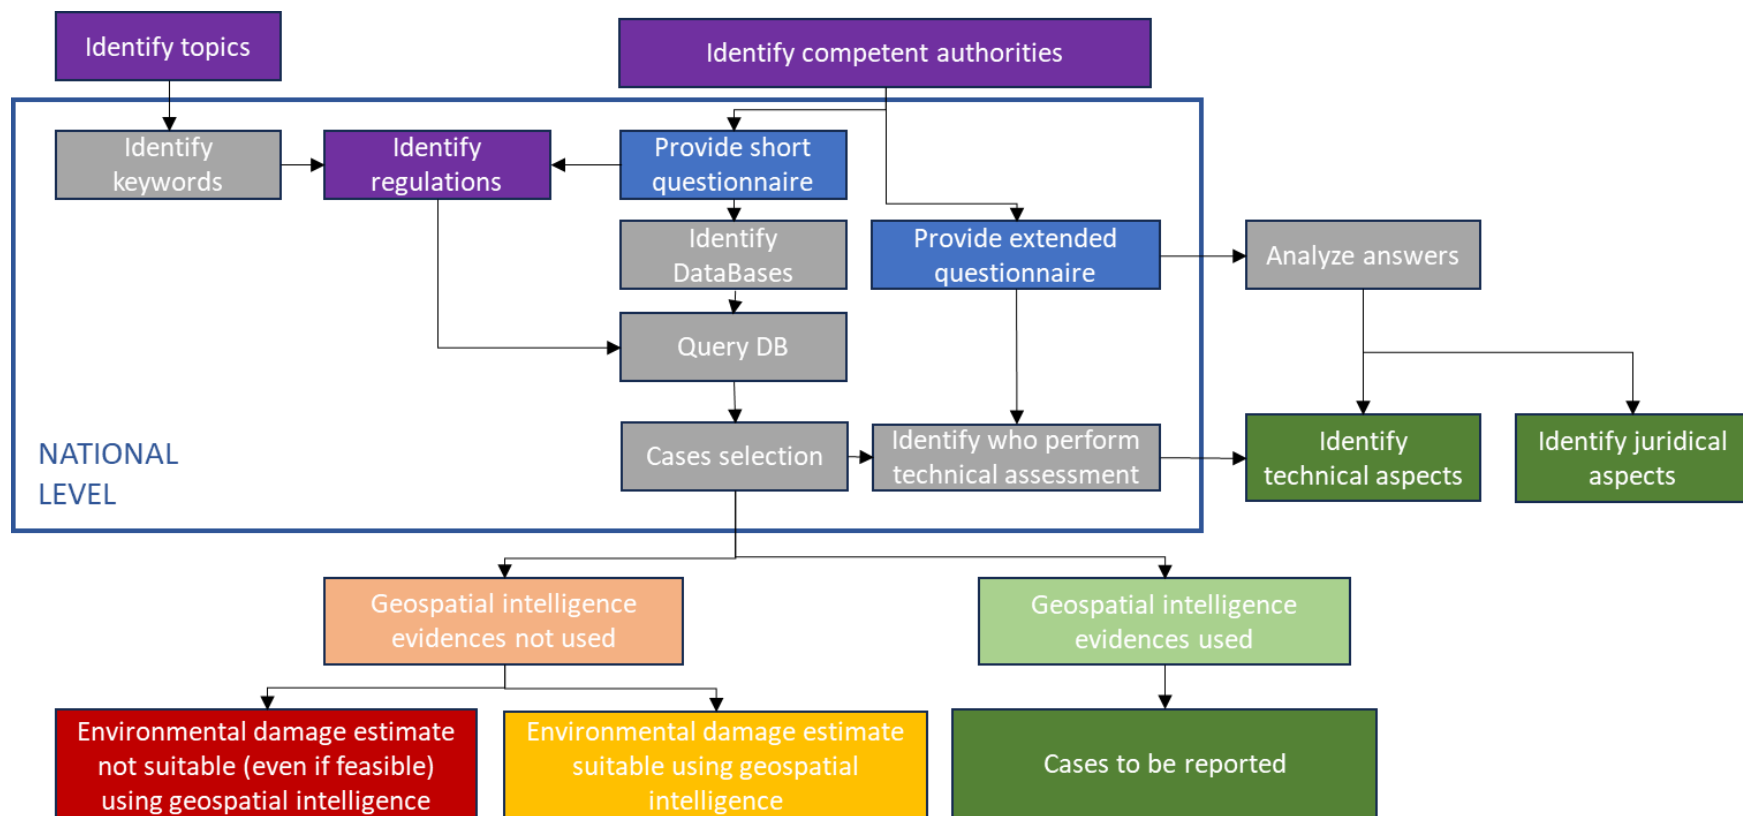 Identify topics
Identify competent authorities
Identify
keywords
Identify
regulations
Provide short
questionnaire
Identify
DataBases
Provide extended
questionnaire
Analyze answers
Query DB
Cases selection
Identify who perform
technical assessment
Identify
technical aspects
Identify juridical
aspects
NATIONAL
LEVEL
Geospatial intelligence
evidences not used
Geospatial intelligence
evidences used
Environmental damage estimate
not suitable (even if feasible)
using geospatial intelligence
Environmental damage estimate
suitable using geospatial
intelligence
Cases to be reported